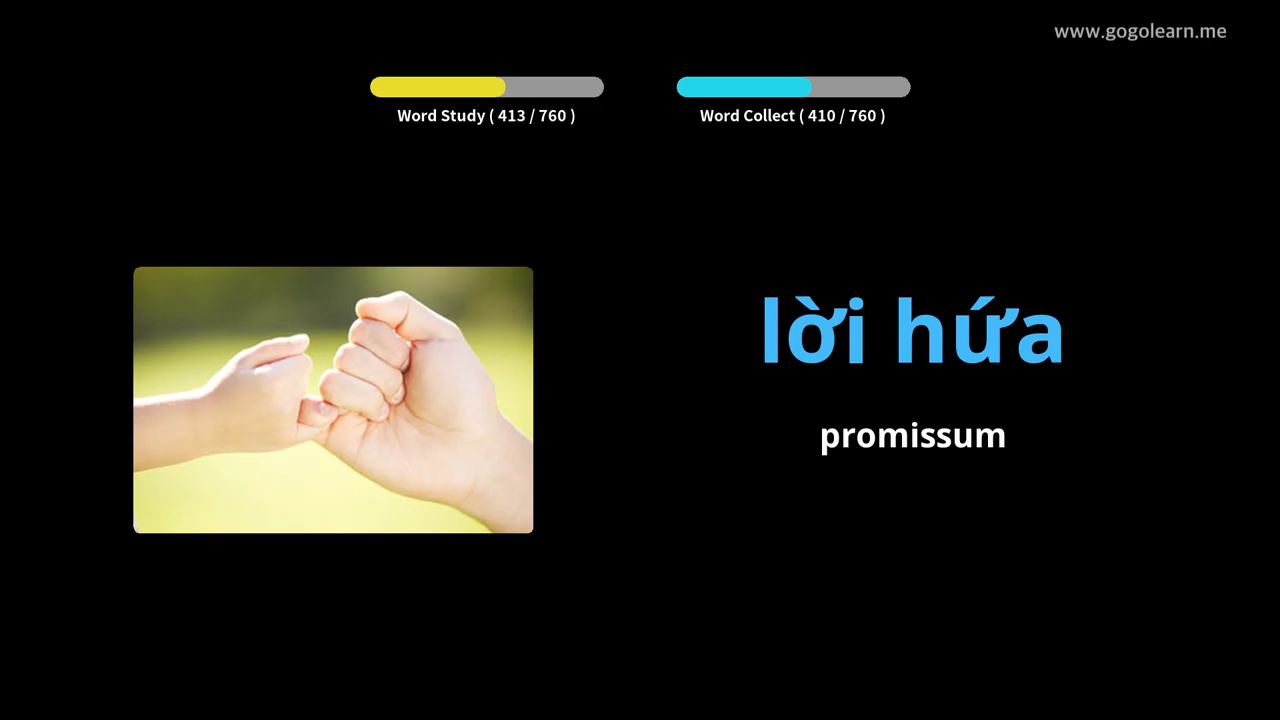 www.gogolearn.me
Word Study ( 413 / 760 )
Word Collect ( 410 / 760 )
lời hứa
promissum